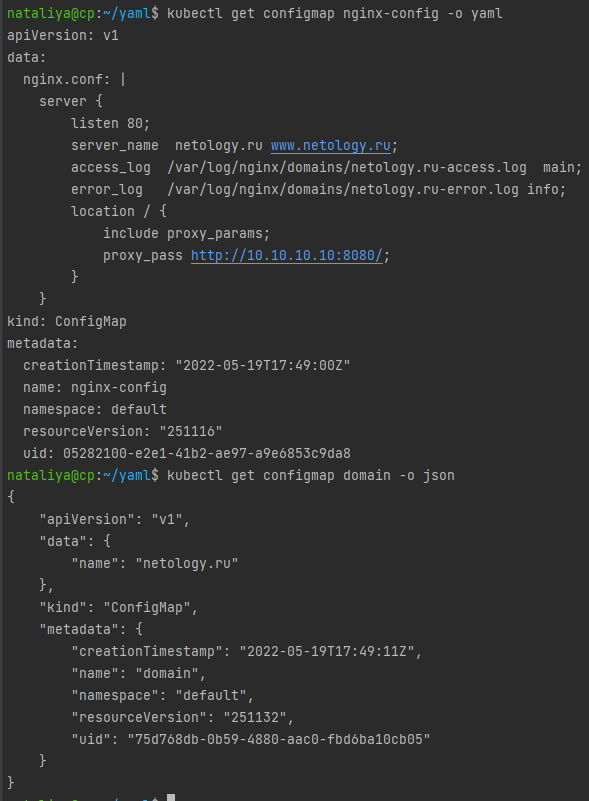 nataliya@cp:~/yaml$ kubectl get configmap nginx-config -o yaml
apiVersion: v1
data:
  nginx.conf: |
    server {
        listen 80;
        server_name  netology.ru www.netology.ru;
        access_log  /var/log/nginx/domains/netology.ru-access.log  main;
        error_log   /var/log/nginx/domains/netology.ru-error.log info;
        location / {
            include proxy_params;
            proxy_pass http://10.10.10.10:8080/;
        }
    }
kind: ConfigMap
metadata:
  creationTimestamp: "2022-05-19T17:49:00Z"
  name: nginx-config
  namespace: default
  resourceVersion: "251116"
  uid: 05282100-e2e1-41b2-ae97-a9e6853c9da8
nataliya@cp:~/yaml$ kubectl get configmap domain -o json
{
    "apiVersion": "v1",
    "data": {
        "name": "netology.ru"
    },
    "kind": "ConfigMap",
    "metadata": {
        "creationTimestamp": "2022-05-19T17:49:11Z",
        "name": "domain",
        "namespace": "default",
        "resourceVersion": "251132",
        "uid": "75d768db-0b59-4880-aac0-fbd6ba10cb05"
    }
}